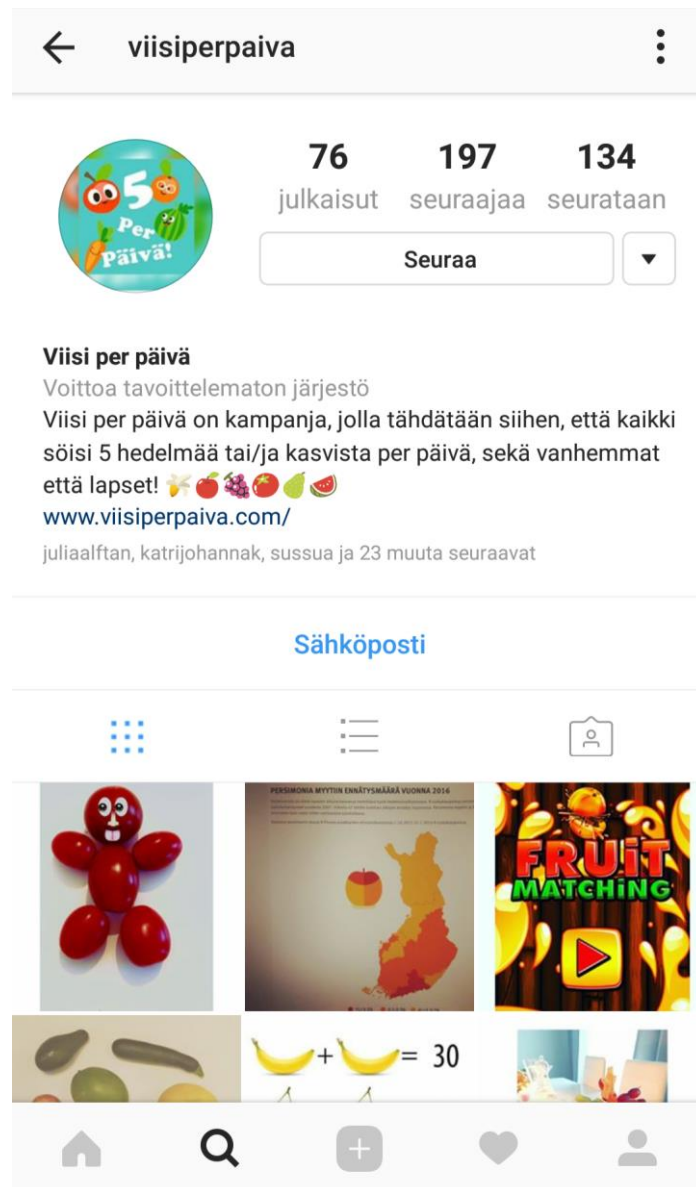 viisiperpaiva
5
Per
Päivä!
76 197 134
julkaisut seuraajaa seurataan
Seuraa
Viisi per päivä
Voittoa tavoittelematon järjestö
Viisi per päivä on kampanja, jolla tähdätään siihen, että kaikki
söisi 5 hedelmää tai/ja kasvista per päivä, sekä vanhemmat
että lapset! 🍌🍎🍇🍅🍐🍉
www.viisiperpaiva.com/
juliaalftan, katrijohannak, sussua ja 23 muuta seuraavat
Sähköposti
PERSIMONIA MYYTIIN ENNÄTYSMÄÄRÄ VUONNA 2016
FRUiT
MATCHiNG
+ = 30